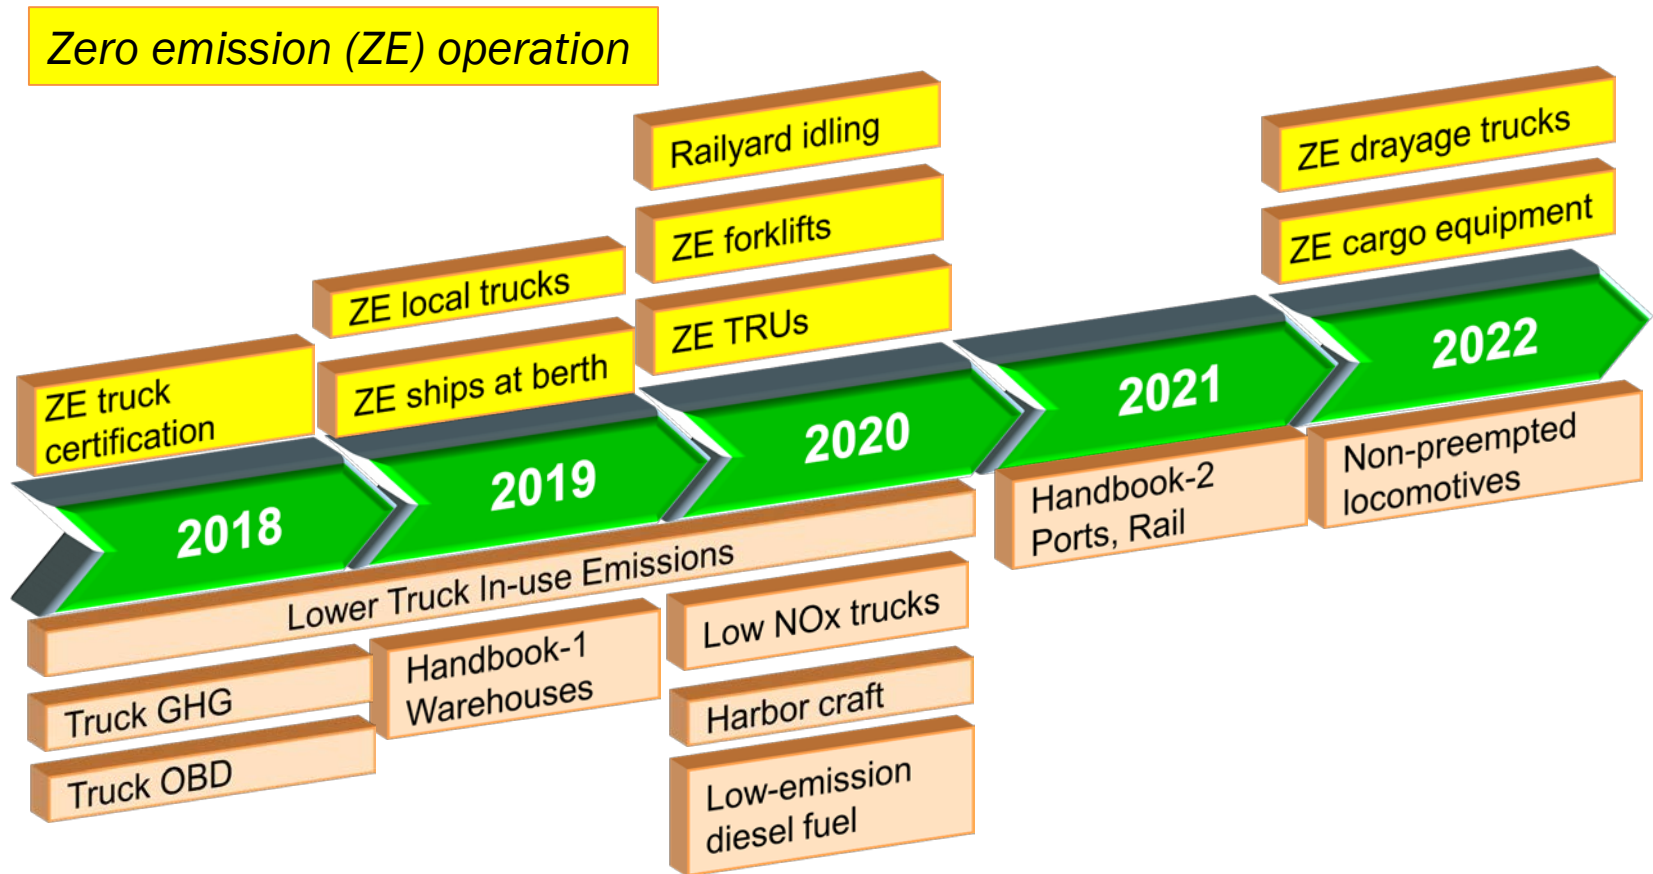 Zero emission (ZE) operation
Railyard idling
ZE forklifts
ZE TRUs
ZE drayage trucks
ZE cargo equipment
ZE local trucks
ZE ships at berth
ZE truck
certification
2018
2019
2020
2021
2022
Lower Truck In-use Emissions
Truck GHG
Truck OBD
Handbook-1
Warehouses
Low NOx trucks
Harbor craft
Low-emission
diesel fuel
Handbook-2
Ports, Rail
Non-preempted
locomotives